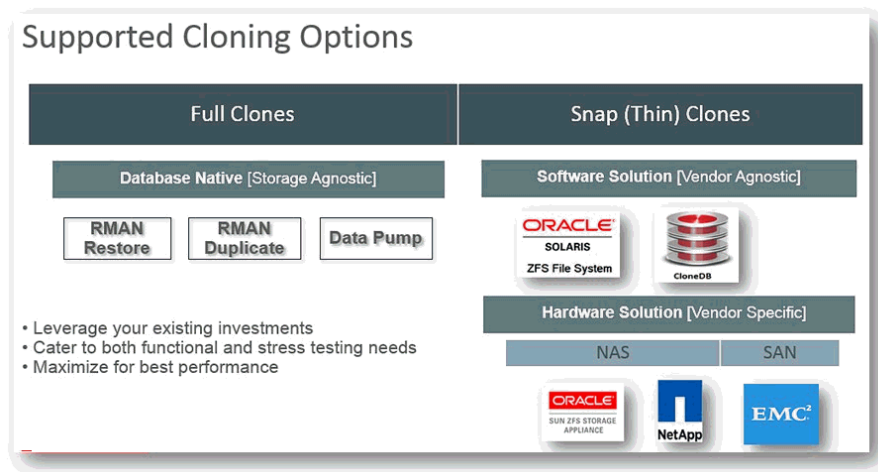 Supported Cloning Options
Full Clones
Database Native [Storage Agnostic]
RMAN
Restore
RMAN
Duplicate
Data Pump
• Leverage your existing investments
• Cater to both functional and stress testing needs
• Maximize for best performance
Snap (Thin) Clones
Software Solution [Vendor Agnostic]
ORACLE
SOLARIS
ZFS File System
CloneDB
Hardware Solution [Vendor Specific]
NAS
SAN
ORACLE
SUN ZFS STORAGE
APPLIANCE
NetApp
EMC²